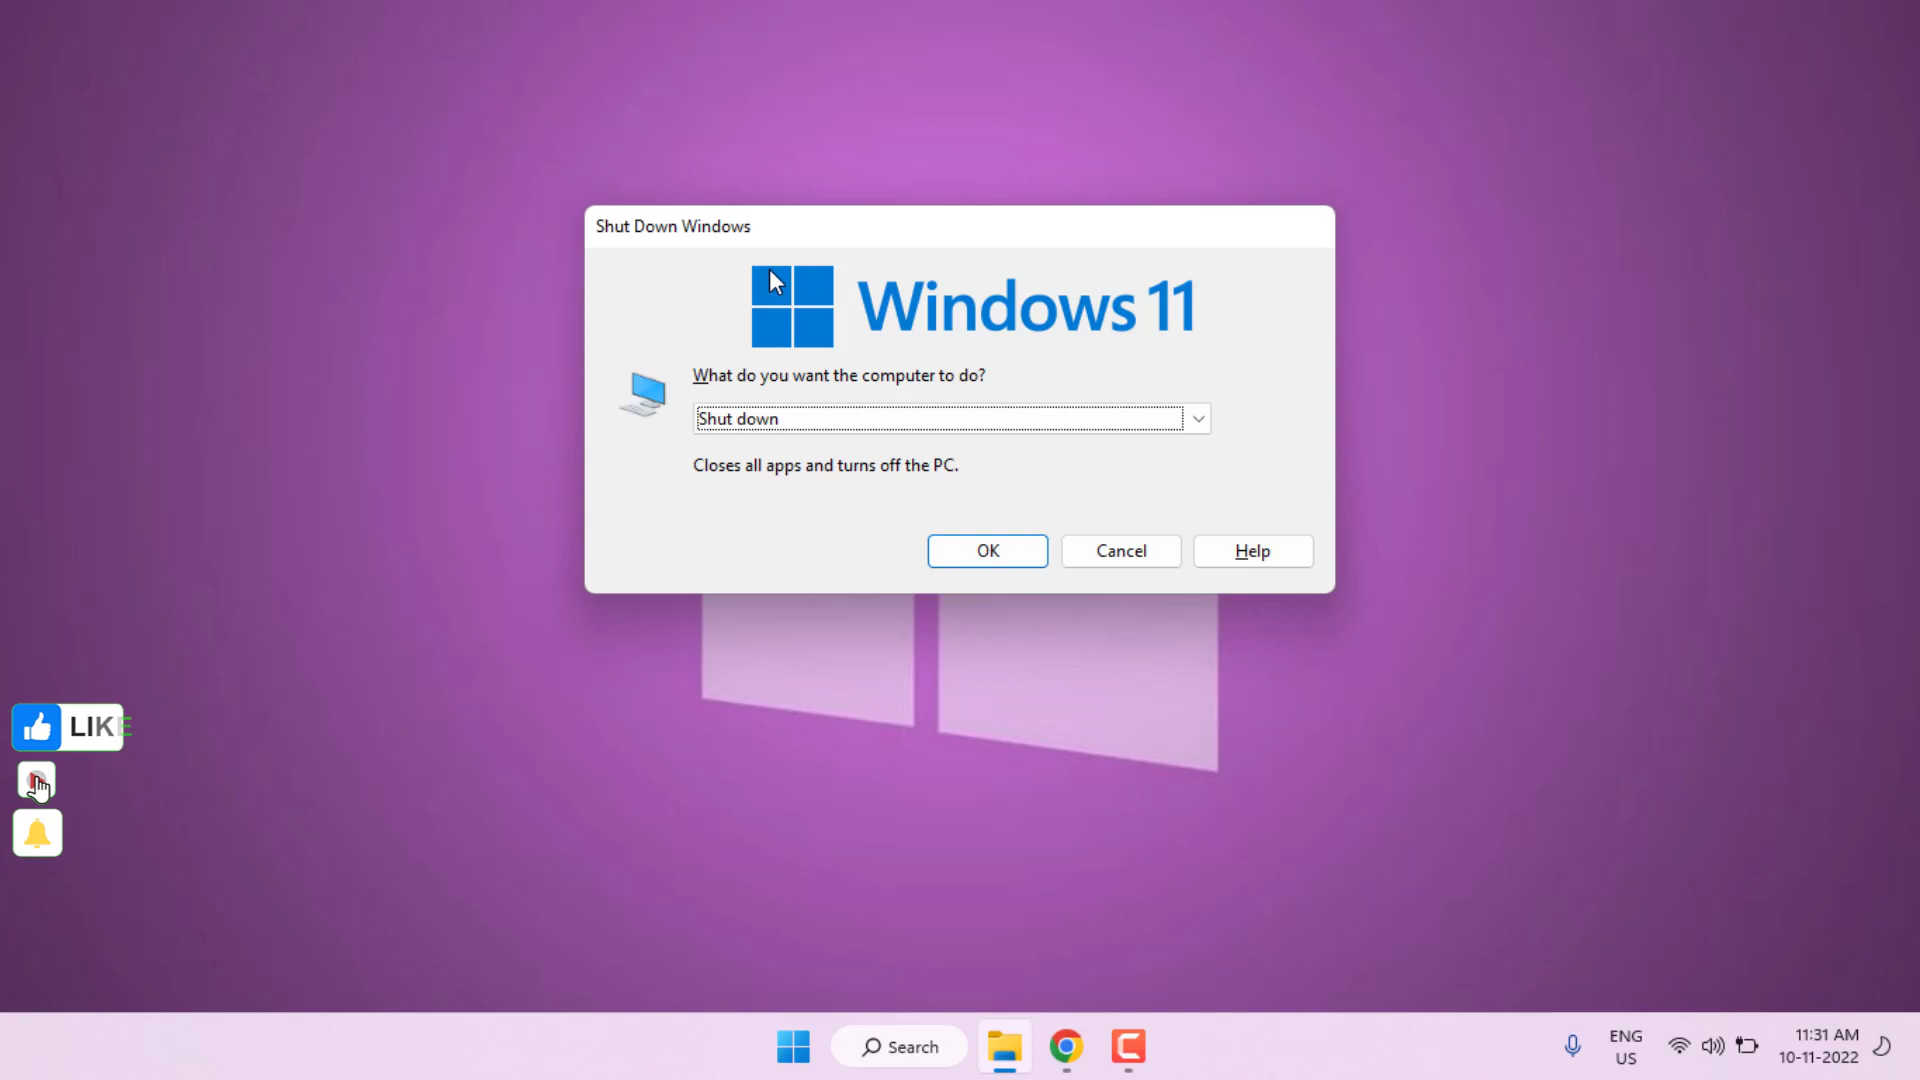 Shut Down Windows
Windows 11
What do you want the computer to do?
Shut down
Closes all apps and turns off the PC.
OK
Cancel
Help
LIKE
Search
ENG
US
11:31 AM
10-11-2022